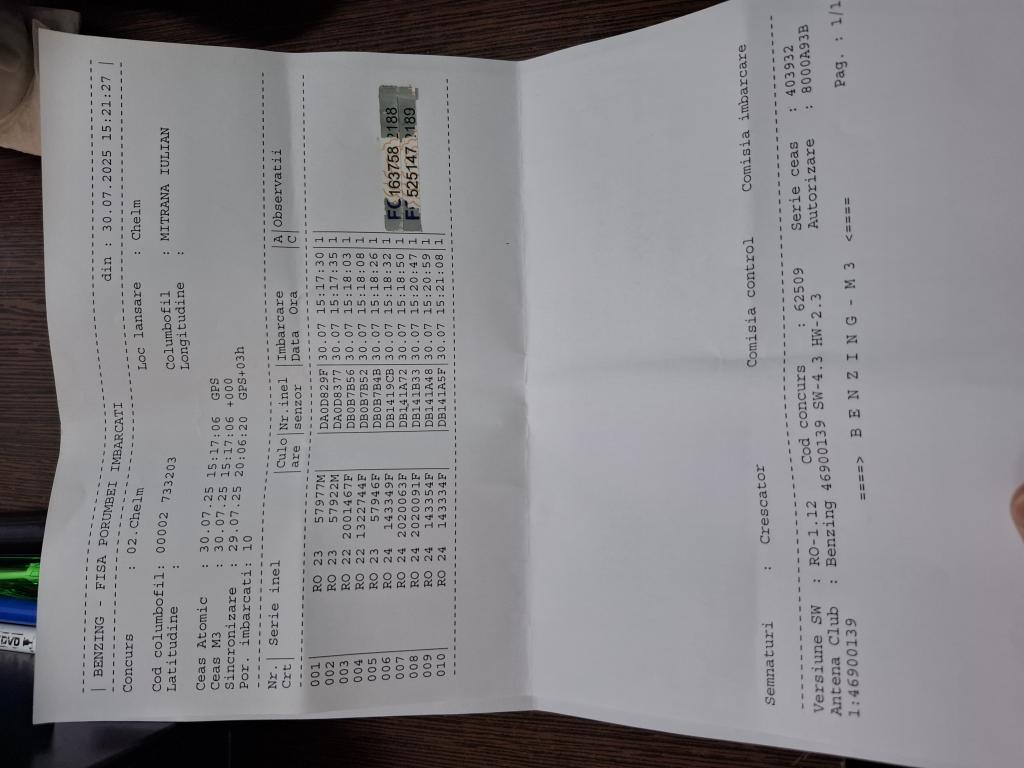 | BENZING - FISA PORUMBEI IMBARCATI din : 30.07.2025 15:21:27 |
Concurs : 02.Chelm Loc lansare : Chelm
Cod columbofil: 00002 733203 Columbofil : MITRANA IULIAN
Latitudine : Longitudine :
Ceas Atomic : 30.07.25 15:17:06 GPS
Ceas M3 : 30.07.25 15:17:06 +000
Sincronizare : 29.07.25 20:06:20 GPS+03h
Por. imbarcati: 10
Nr.| Serie inel |Culo|Nr.inel |Imbarcare |A|Observatii
Crt| |are |senzor |Data Ora |C|
001 | RO 23 57977M | |DA0D829F|30.07 15:17:30|1
002 | RO 23 57922M | |DA0D8377|30.07 15:17:35|1
003 | RO 22 2001467F | |DB0B7B56|30.07 15:18:03|1
004 | RO 22 1322744F | |DB0B7B52|30.07 15:18:08|1
005 | RO 23 57946F | |DB0B7B4B|30.07 15:18:26|1
006 | RO 24 143349F | |DB1419CB|30.07 15:18:32|1
007 | RO 24 2020063F | |DB141A72|30.07 15:18:50|1
008 | RO 24 2020091F | |DB141B33|30.07 15:20:47|1
009 | RO 24 143354F | |DB141A48|30.07 15:20:59|1
010| RO 24 143334F | |DB141A5F|30.07 15:21:08|1
163758 188
525147 189
Semnaturi : Crescator Comisia control Comisia imbarcare
Versiune SW : RO-1.12 Cod concurs : 62509 Serie ceas : 403932
Antena Club : Benzing 46900139 SW-4.3 HW-2.3 Autorizare : 8000A93B
1:46900139
====> B E N Z I N G - M 3 <==== Pag. : 1/1